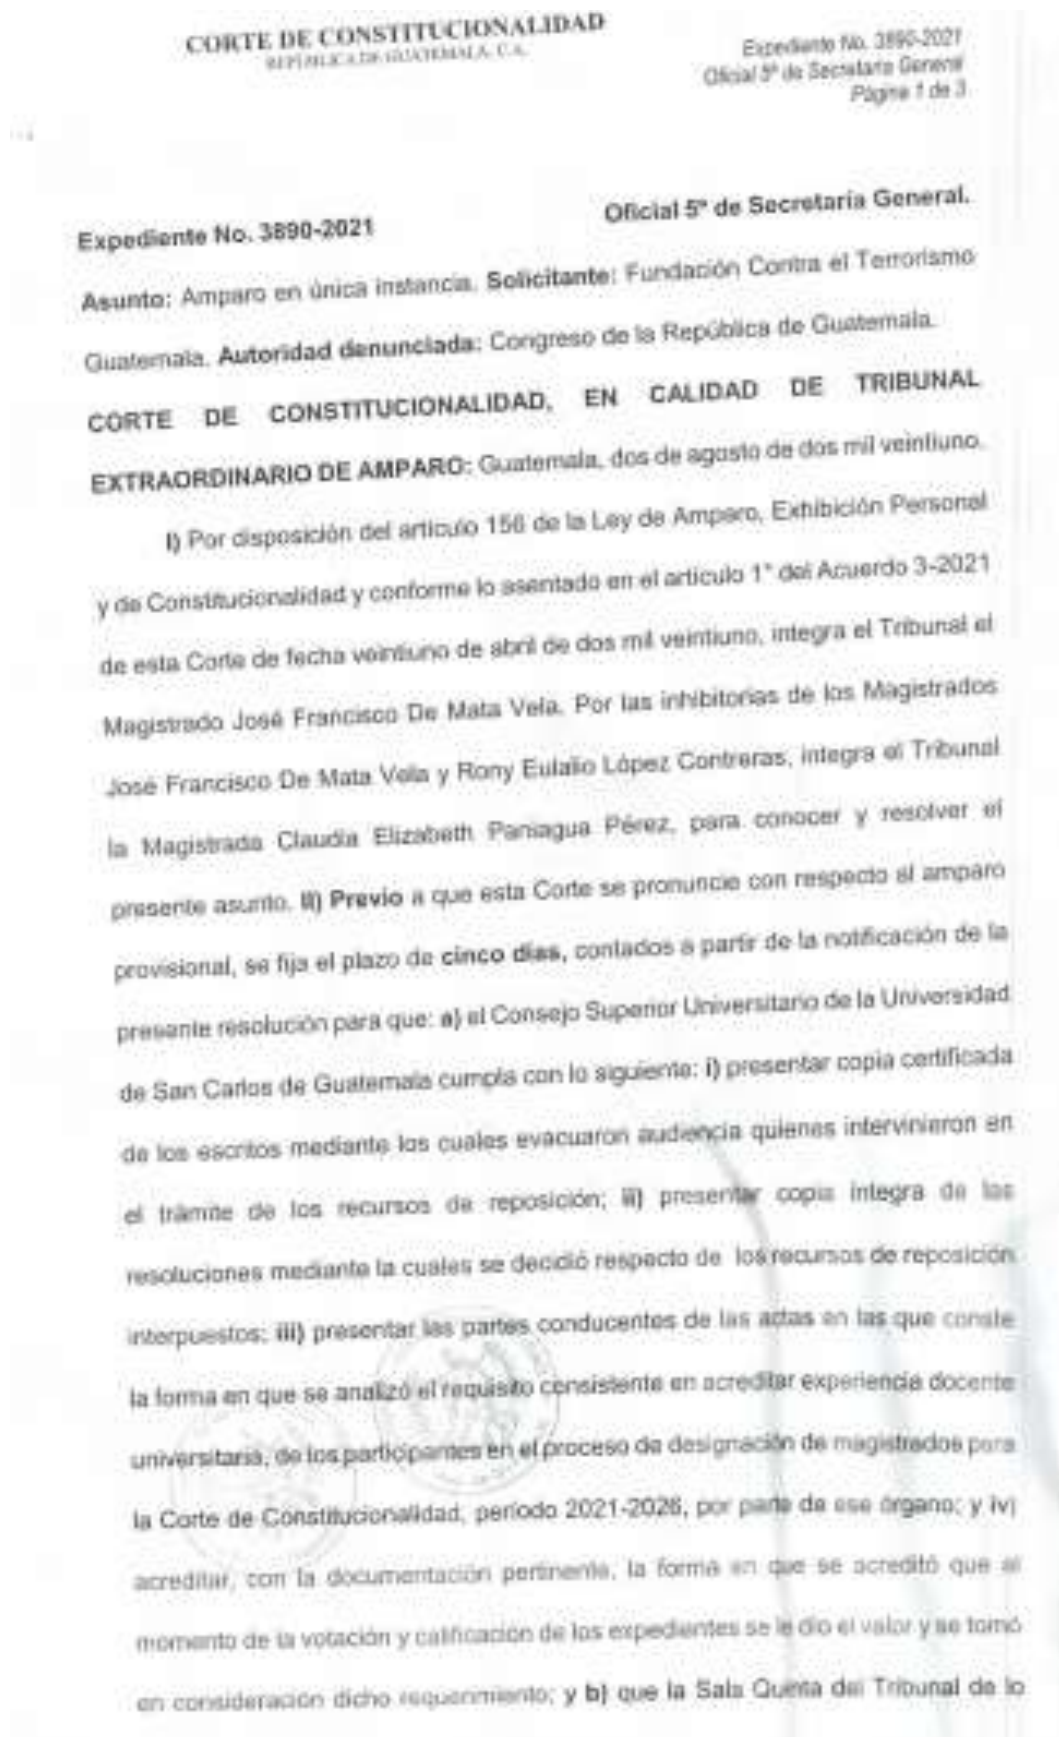 CORTE DE CONSTITUCIONALIDAD
REPÚBLICA DE GUATEMALA, C.A.
Expediente No. 3890-2021
Oficial 5° de Secretaría General
Página 1 de 3
Expediente No. 3890-2021 Oficial 5° de Secretaría General.
Asunto: Amparo en única instancia. Solicitante: Fundación Contra el Terrorismo
Guatemala. Autoridad denunciada: Congreso de la República de Guatemala.
CORTE DE CONSTITUCIONALIDAD, EN CALIDAD DE TRIBUNAL
EXTRAORDINARIO DE AMPARO: Guatemala, dos de agosto de dos mil veintiuno.
I) Por disposición del artículo 156 de la Ley de Amparo, Exhibición Personal
y de Constitucionalidad y conforme lo asentado en el artículo 1° del Acuerdo 3-2021
de esta Corte de fecha veintiuno de abril de dos mil veintiuno, integra el Tribunal el
Magistrado José Francisco De Mata Vela. Por las inhibitorias de los Magistrados
José Francisco De Mata Vela y Rony Eulalio López Contreras, integra el Tribunal
la Magistrada Claudia Elizabeth Paniagua Pérez, para conocer y resolver el
presente asunto. II) Previo a que esta Corte se pronuncie con respecto al amparo
provisional, se fija el plazo de cinco días, contados a partir de la notificación de la
presente resolución para que: a) el Consejo Superior Universitario de la Universidad
de San Carlos de Guatemala cumpla con lo siguiente: i) presentar copia certificada
de los escritos mediante los cuales evacuaron audiencia quienes intervinieron en
el trámite de los recursos de reposición; ii) presentar copia íntegra de las
resoluciones mediante la cuales se decidió respecto de los recursos de reposición
interpuestos; iii) presentar las partes conducentes de las actas en las que conste
la forma en que se analizó el requisito consistente en acreditar experiencia docente
universitaria, de los participantes en el proceso de designación de magistrados para
la Corte de Constitucionalidad, período 2021-2026, por parte de ese órgano; y iv)
acreditar, con la documentación pertinente, la forma en que se acreditó que al
momento de la votación y calificación de los expedientes se le dio el valor y se tomó
en consideración dicho requerimiento; y b) que la Sala Quinta del Tribunal de lo